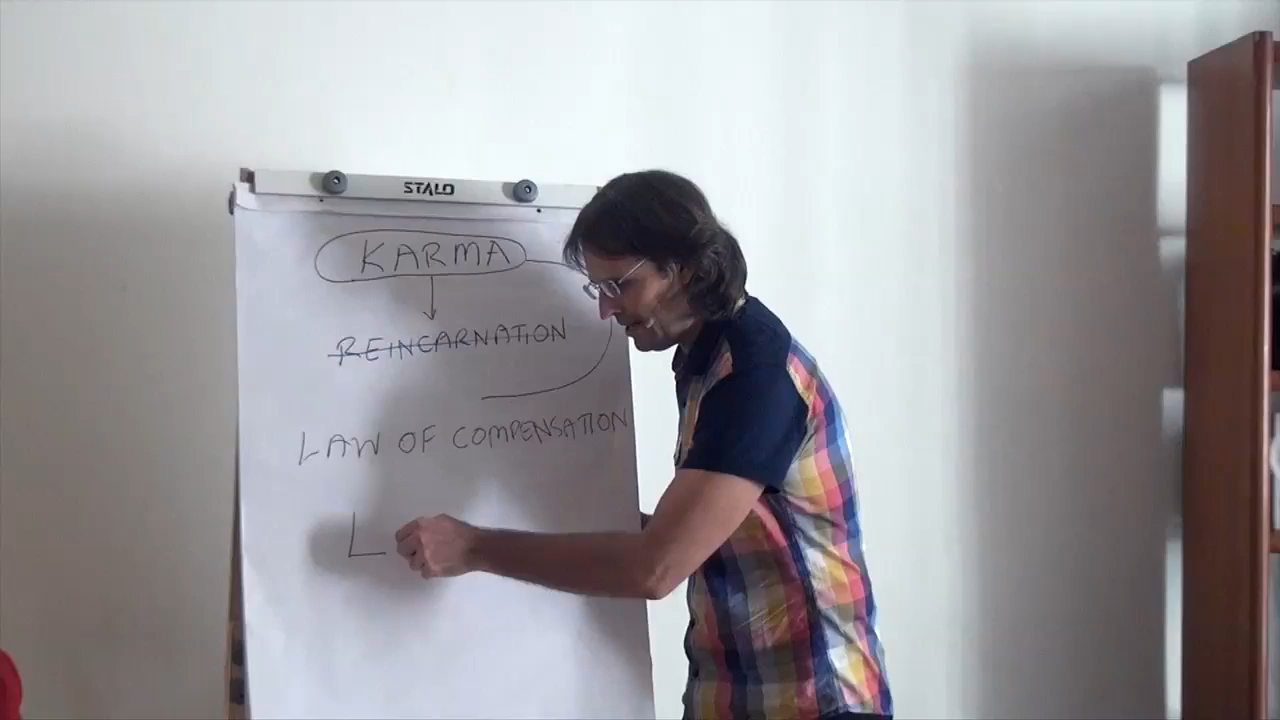 STALO
KARMA
REINCARNATION
LAW OF COMPENSATION
L